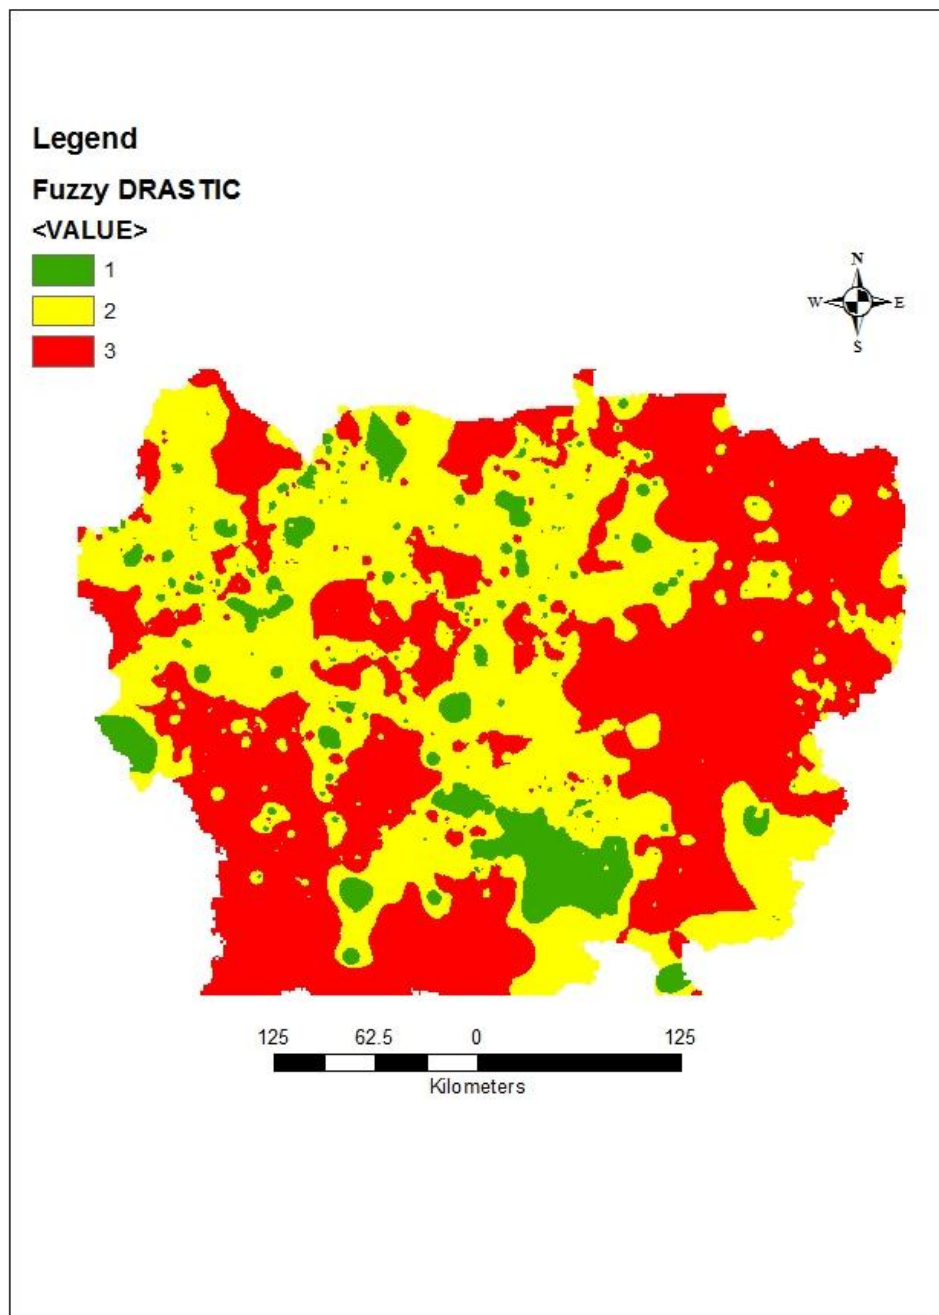 Legend
Fuzzy DRASTIC
<VALUE>
1
2
3
N
W E
S
125 62.5 0 125
Kilometers